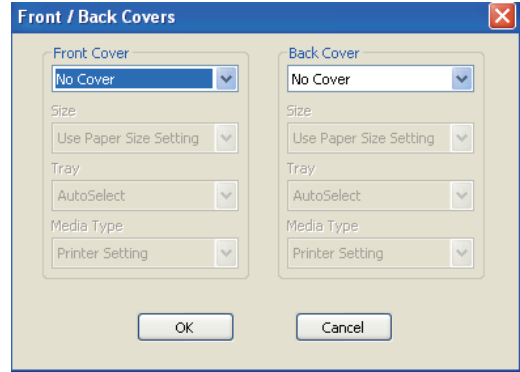 Front / Back Covers
Front Cover
No Cover
Size
Use Paper Size Setting
Tray
AutoSelect
Media Type
Printer Setting
Back Cover
No Cover
Size
Use Paper Size Setting
Tray
AutoSelect
Media Type
Printer Setting
OK
Cancel